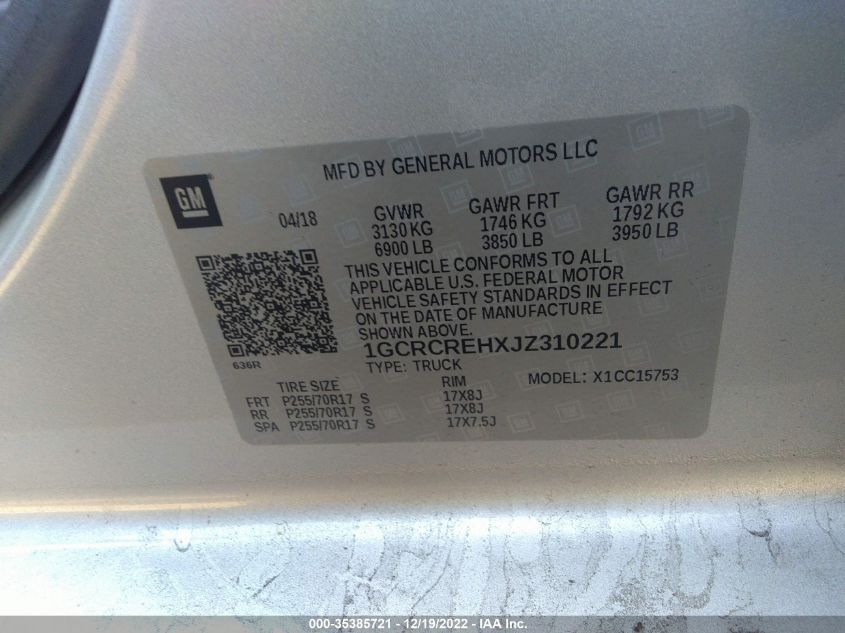 MFD BY GENERAL MOTORS LLC
GM
04/18
GVWR
3130 KG
6900 LB
GAWR FRT
1746 KG
3850 LB
GAWR RR
1792 KG
3950 LB
THIS VEHICLE CONFORMS TO ALL
APPLICABLE U.S. FEDERAL MOTOR
VEHICLE SAFETY STANDARDS IN EFFECT
ON THE DATE OF MANUFACTURE
SHOWN ABOVE.
1GCRCREHXJZ310221
636R
TYPE: TRUCK
MODEL: X1CC15753
TIRE SIZE RIM
FRT P255/70R17 S 17X8J
RR P255/70R17 S 17X8J
SPA P255/70R17 S 17X7.5J
000-35385721 - 12/19/2022 - IAA Inc.